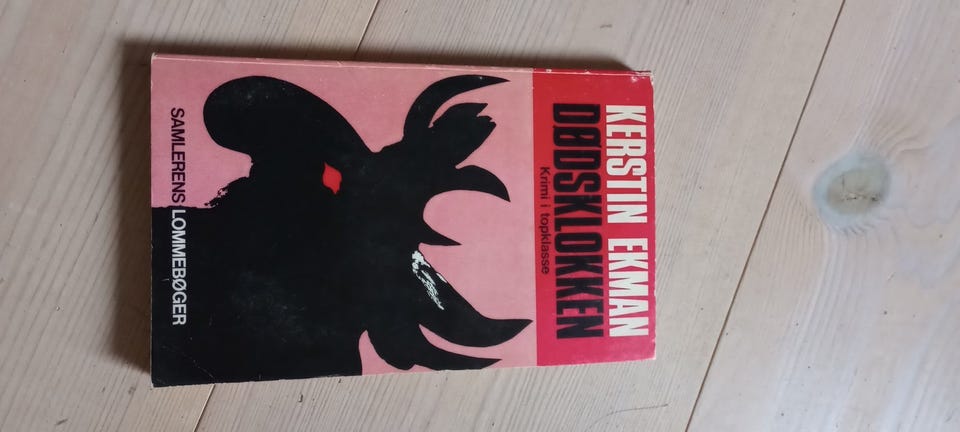 KERSTIN EKMAN
DØDSKLOKKEN
Krimi i topklasse
SAMLERENS LOMMEBØGER